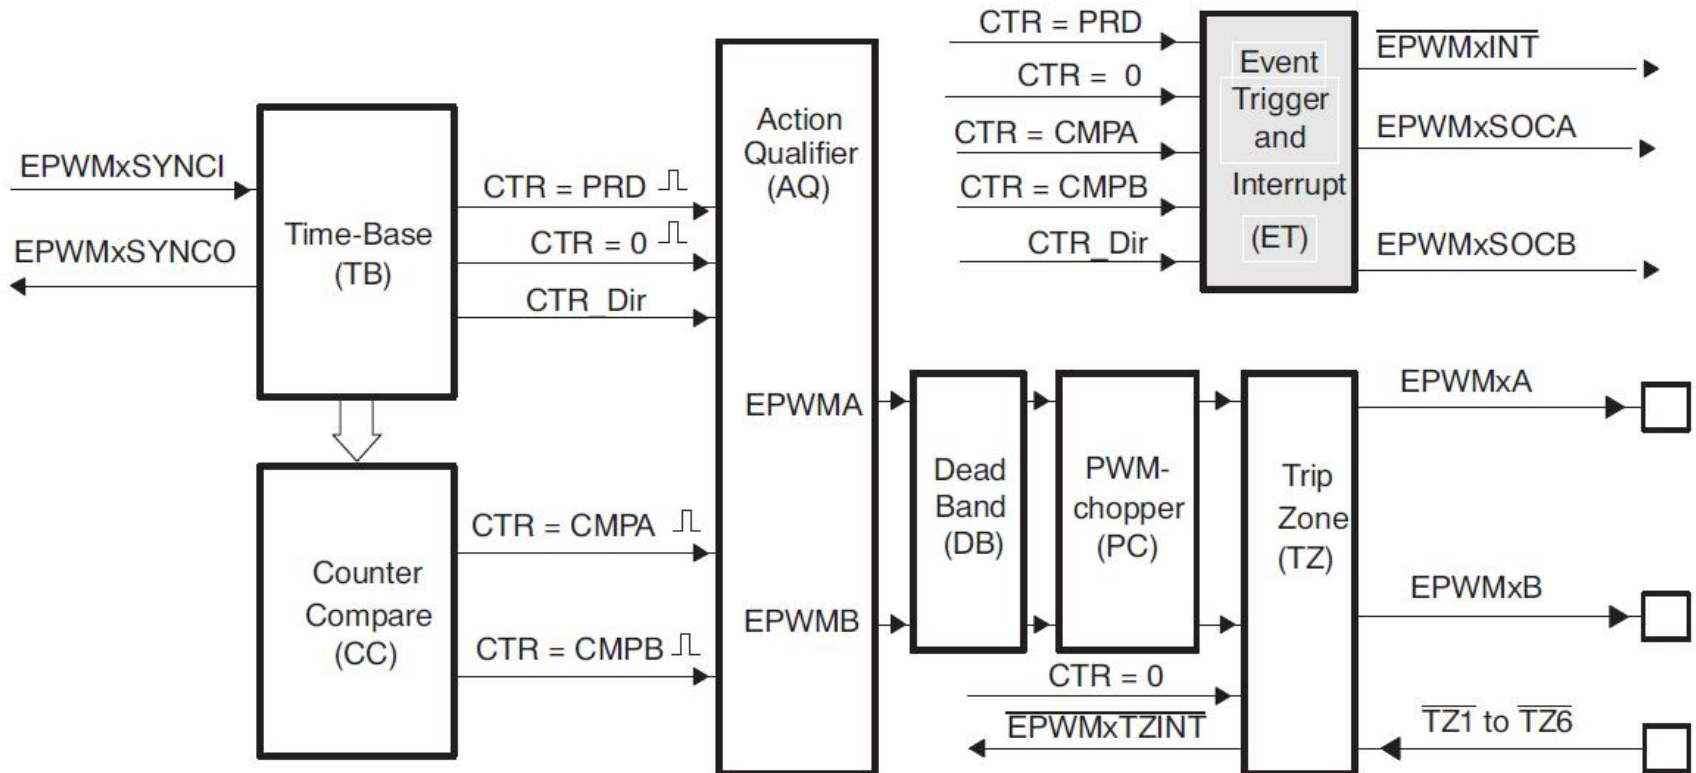 EPWMxSYNCI
EPWMxSYNCO
Time-Base
(TB)
CTR = PRD
CTR = 0
CTR_Dir
Counter
Compare
(CC)
CTR = CMPA
CTR = CMPB
Action
Qualifier
(AQ)
EPWMA
EPWMB
CTR = PRD
CTR = 0
CTR = CMPA
CTR = CMPB
CTR_Dir
Event
Trigger
and
Interrupt
(ET)
EPWMxINT
EPWMxSOCA
EPWMxSOCB
Dead
Band
(DB)
PWM-
chopper
(PC)
Trip
Zone
(TZ)
EPWMxA
EPWMxB
CTR = 0
EPWMxTZINT
TZ1 to TZ6